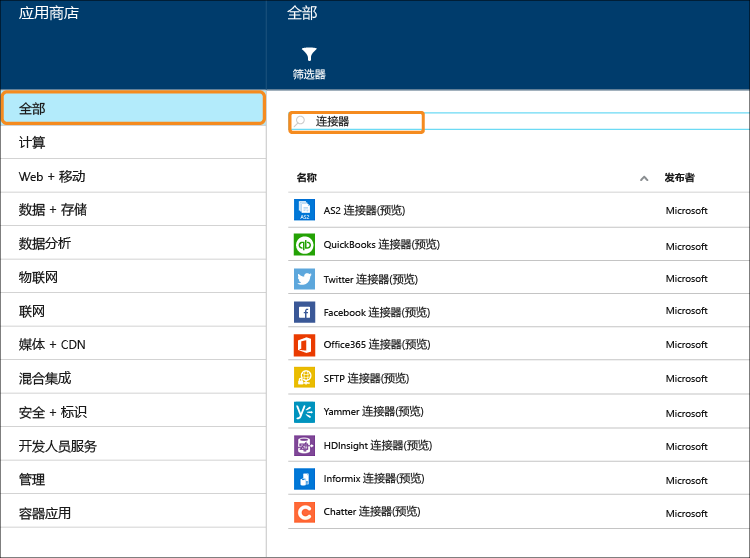 应用商店
全部
筛选器
全部
计算
Web + 移动
数据 + 存储
数据分析
物联网
联网
媒体 + CDN
混合集成
安全 + 标识
开发人员服务
管理
容器应用
连接器
名称 发布者
AS2 AS2 连接器(预览) Microsoft
qb QuickBooks 连接器(预览) Microsoft
Twitter 连接器(预览) Microsoft
f Facebook 连接器(预览) Microsoft
Office365 连接器(预览) Microsoft
SFTP 连接器(预览) Microsoft
Yammer 连接器(预览) Microsoft
HDInsight 连接器(预览) Microsoft
Informix 连接器(预览) Microsoft
C Chatter 连接器(预览) Microsoft